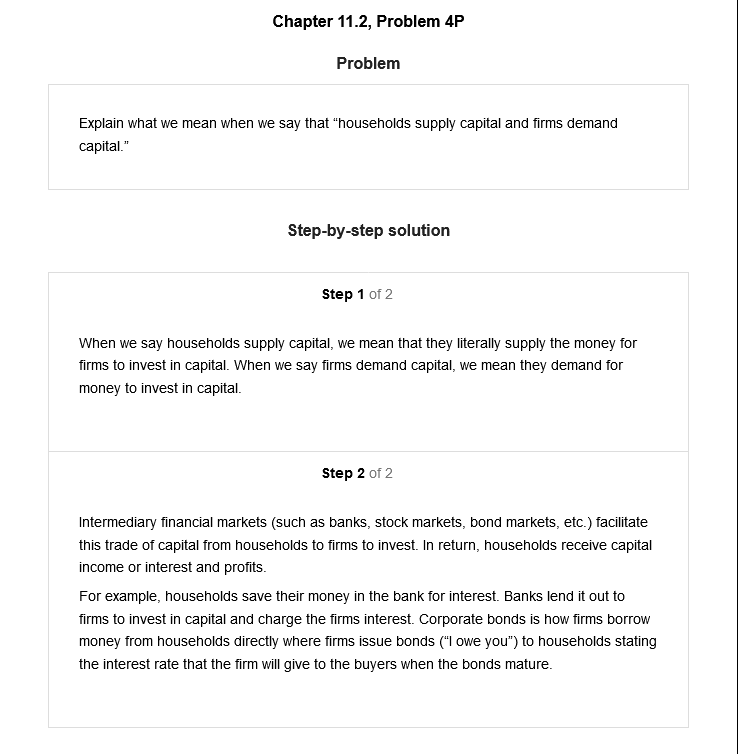 Chapter 11.2, Problem 4P
Problem
Explain what we mean when we say that “households supply capital and firms demand
capital.”
Step-by-step solution
Step 1 of 2
When we say households supply capital, we mean that they literally supply the money for
firms to invest in capital. When we say firms demand capital, we mean they demand for
money to invest in capital.
Step 2 of 2
Intermediary financial markets (such as banks, stock markets, bond markets, etc.) facilitate
this trade of capital from households to firms to invest. In return, households receive capital
income or interest and profits.
For example, households save their money in the bank for interest. Banks lend it out to
firms to invest in capital and charge the firms interest. Corporate bonds is how firms borrow
money from households directly where firms issue bonds (“I owe you”) to households stating
the interest rate that the firm will give to the buyers when the bonds mature.